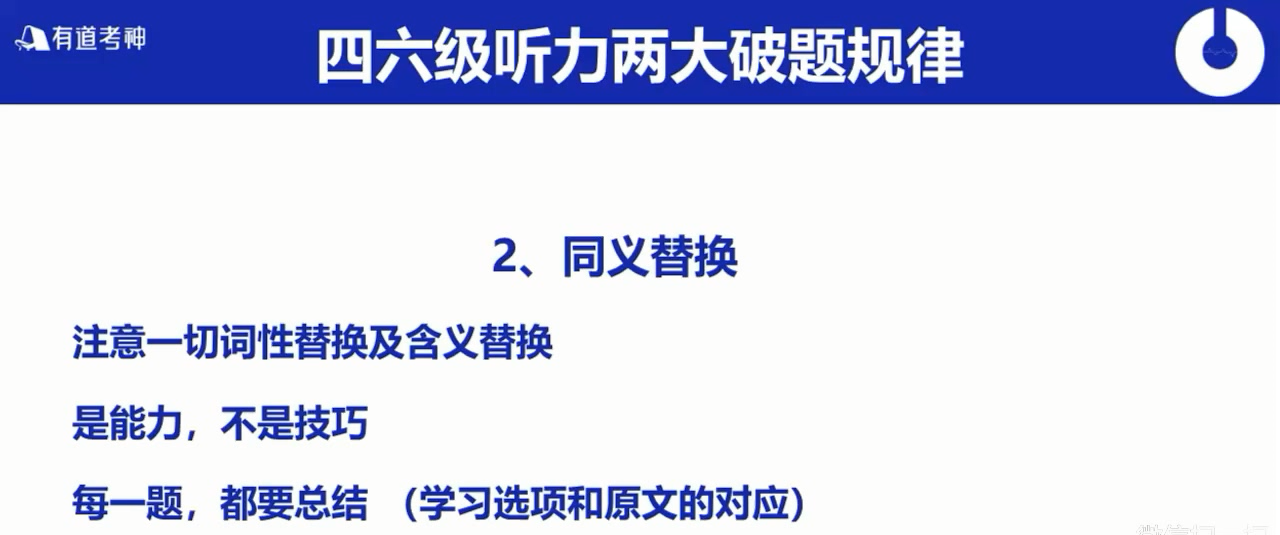 有道考神
四六级听力两大破题规律
2、同义替换
注意一切词性替换及含义替换
是能力，不是技巧
每一题，都要总结 （学习选项和原文的对应）